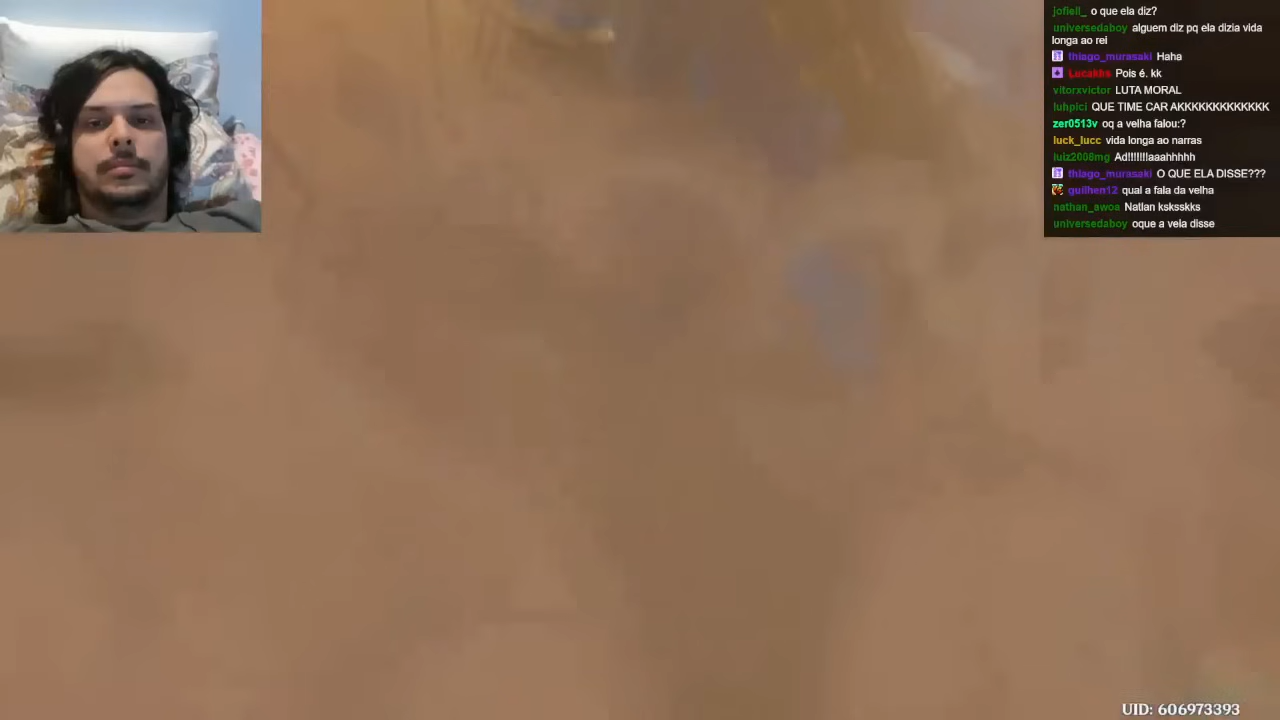 jofiell_ o que ela diz?
universedaboy alguem diz pq ela dizia vida
longa ao rei
thiago_murasaki Haha
Lucakhs Pois é. kk
vitorxvictor LUTA MORAL
luhpici QUE TIME CAR AKKKKKKKKKKKK
zer0513v oq a velha falou:?
luck_lucc vida longa ao narras
luiz2008mg Ad!!!!!!!aaahhhhh
thiago_murasaki O QUE ELA DISSE???
guilhen12 qual a fala da velha
nathan_awoa Natlan ksksskks
universedaboy oque a vela disse
UID: 606973393